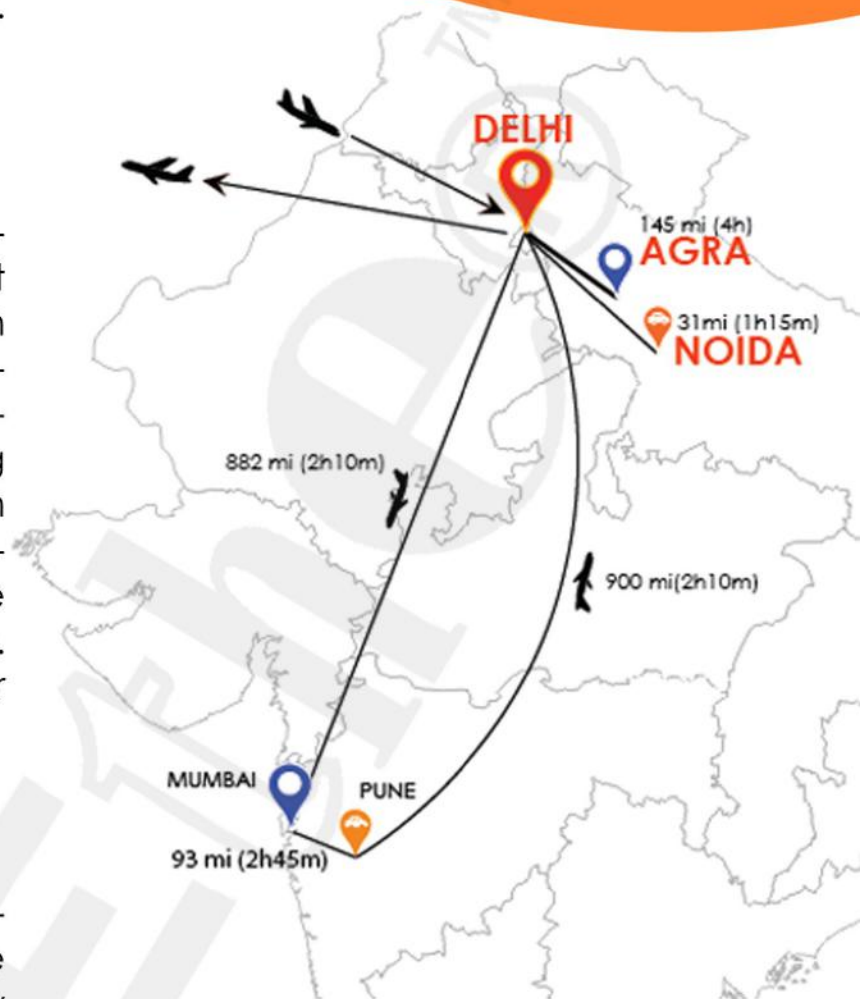 DELHI
145 mi (4h)
AGRA
31mi (1h15m)
NOIDA
882 mi (2h10m)
900 mi(2h10m)
MUMBAI
PUNE
93 mi (2h45m)